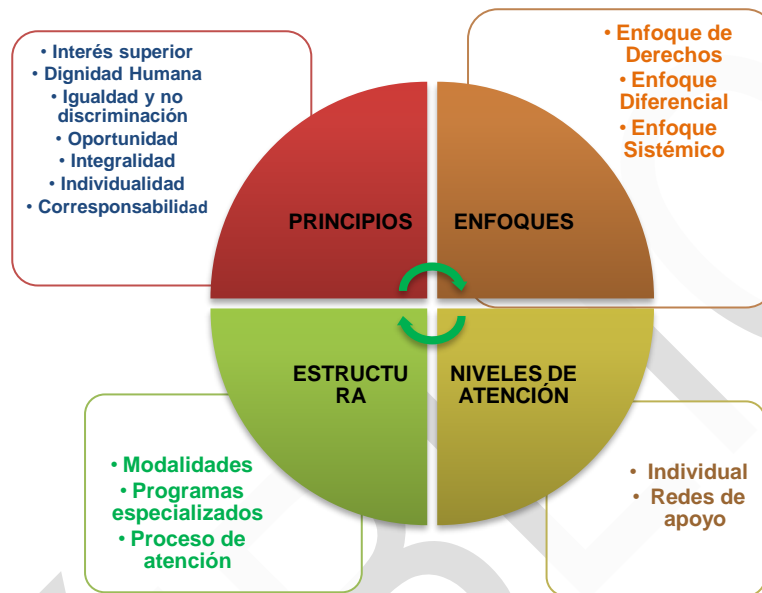 • Interés superior
• Dignidad Humana
• Igualdad y no
discriminación
• Oportunidad
• Integralidad
• Individualidad
• Corresponsabilidad
• Enfoque de
Derechos
• Enfoque
Diferencial
• Enfoque
Sistémico
PRINCIPIOS
ENFOQUES
ESTRUCTU
RA
NIVELES DE
ATENCIÓN
• Modalidades
• Programas
especializados
• Proceso de
atención
• Individual
• Redes de
apoyo